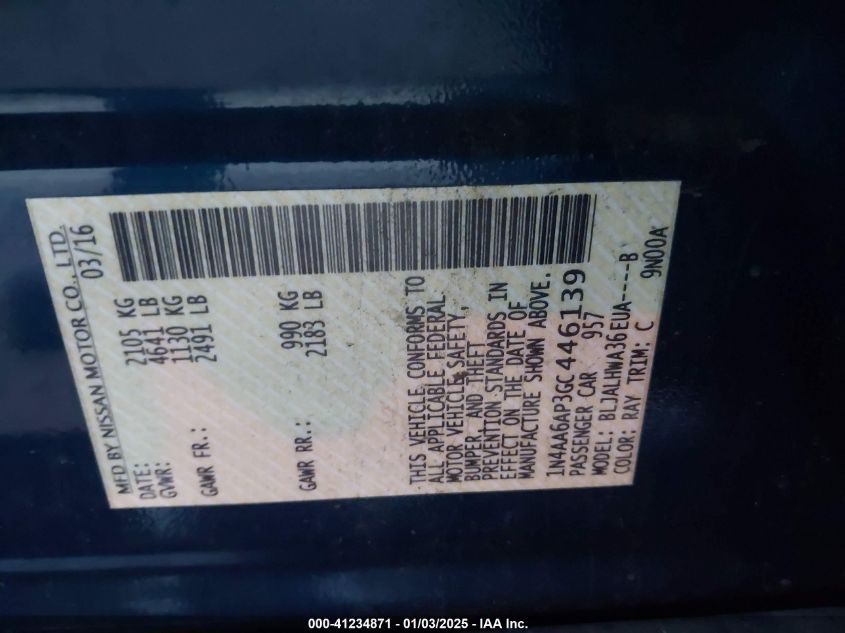 MFD BY NISSAN MOTOR CO., LTD.
DATE: 03/16
GVWR: 2105 KG
4641 LB
GAWR FR.: 1130 KG
2491 LB
GAWR RR.: 990 KG
2183 LB
THIS VEHICLE CONFORMS TO
ALL APPLICABLE FEDERAL
MOTOR VEHICLE SAFETY,
BUMPER AND THEFT
PREVENTION STANDARDS IN
EFFECT ON THE DATE OF
MANUFACTURE SHOWN ABOVE.
1N4AA6AP3GC446139
PASSENGER CAR 957
MODEL: BLJALHWA36EUA----B
COLOR: RAY TRIM: C 9N00A
000-41234871 - 01/03/2025 - IAA Inc.